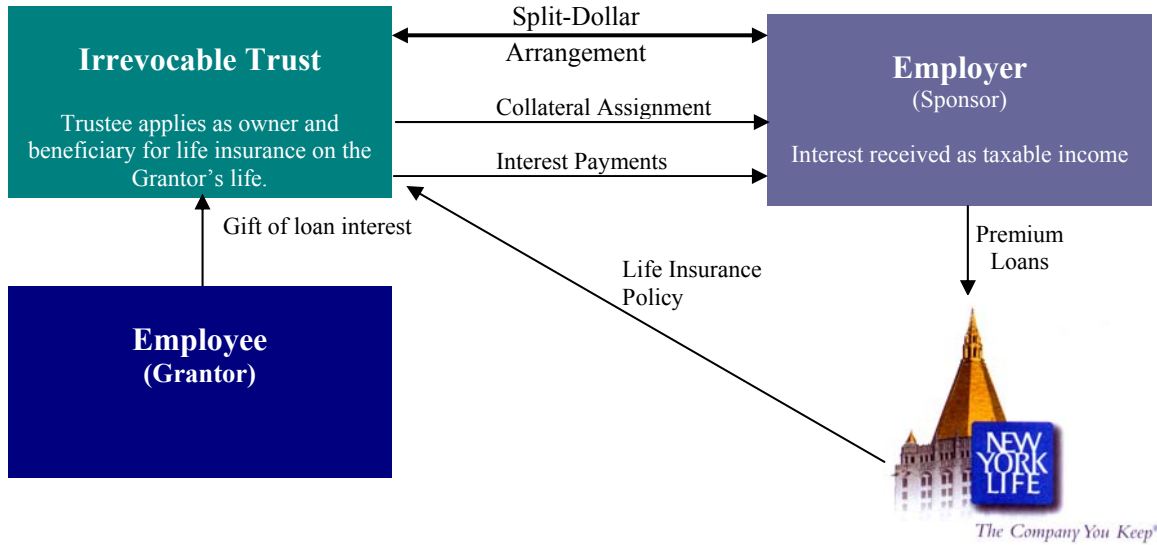 Split-Dollar
Arrangement
Irrevocable Trust
Trustee applies as owner and
beneficiary for life insurance on the
Grantor’s life.
Collateral Assignment
Interest Payments
Employer
(Sponsor)
Interest received as taxable income
Gift of loan interest
Premium
Loans
Life Insurance
Policy
Employee
(Grantor)
NEW
YORK
LIFE
The Company You Keep®